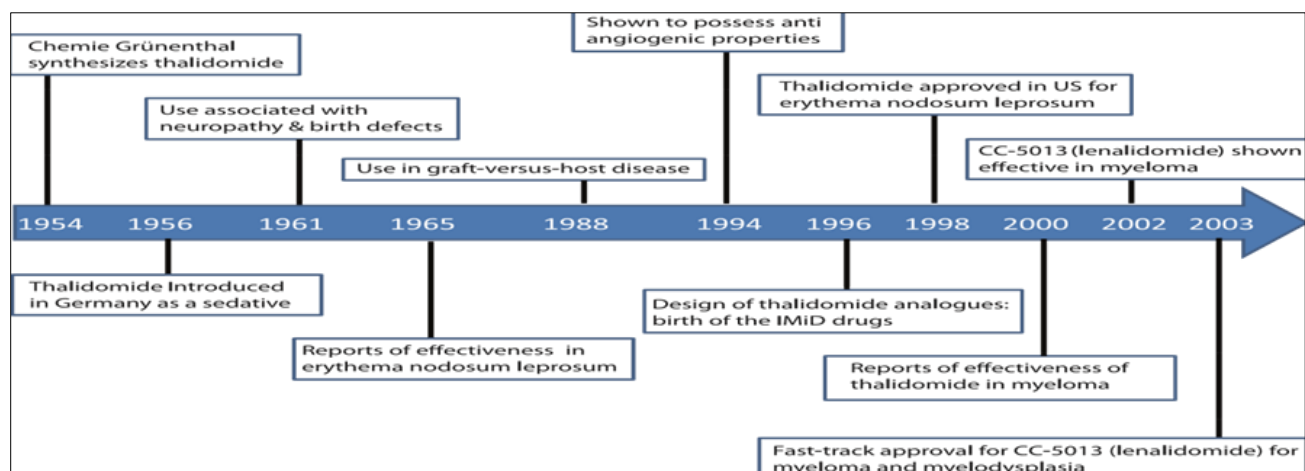 Shown to possess anti
angiogenic properties
Chemie Grünenthal
synthesizes thalidomide
Thalidomide approved in US for
erythema nodosum leprosum
Use associated with
neuropathy & birth defects
CC-5013 (lenalidomide) shown
effective in myeloma
Use in graft-versus-host disease
1954 1956 1961 1965 1988 1994 1996 1998 2000 2002 2003
Thalidomide Introduced
in Germany as a sedative
Design of thalidomide analogues:
birth of the IMiD drugs
Reports of effectiveness in
erythema nodosum leprosum
Reports of effectiveness of
thalidomide in myeloma
Fast-track approval for CC-5013 (lenalidomide) for
myeloma and myelodysplasia